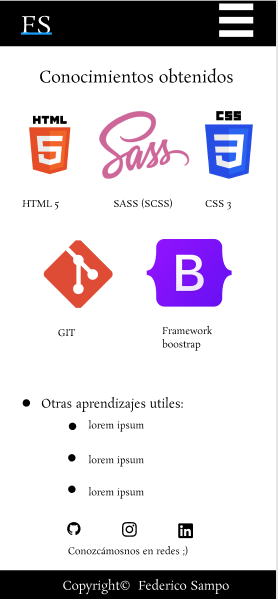 FS
Conocimientos obtenidos
HTML
5
Sass
CSS
3
HTML 5
SASS (SCSS)
CSS 3
B
GIT
Framework
boostrap
Otras aprendizajes utiles:
lorem ipsum
lorem ipsum
lorem ipsum
in
Conozcámosnos en redes ;)
Copyright© Federico Sampo